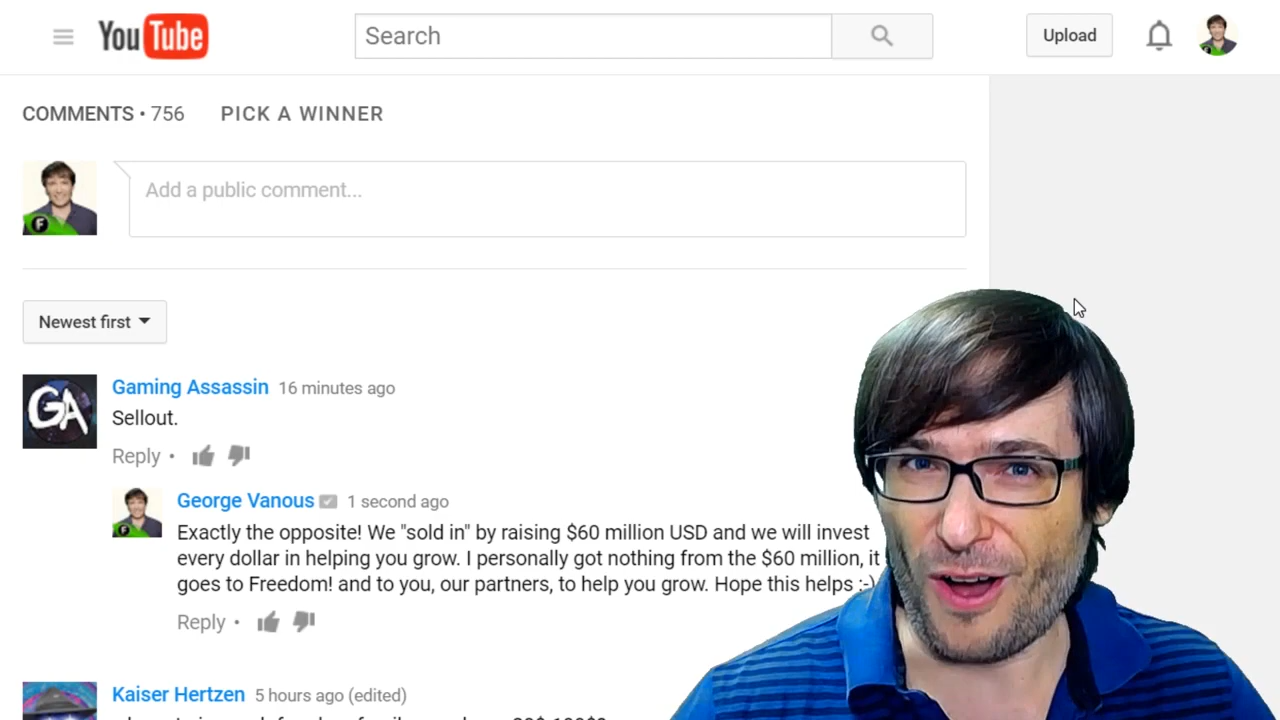 YouTube
Search
Upload
COMMENTS • 756 PICK A WINNER
Add a public comment...
F
Newest first
GA
Gaming Assassin 16 minutes ago
Sellout.
Reply •
George Vanous 1 second ago
Exactly the opposite! We "sold in" by raising $60 million USD and we will invest
every dollar in helping you grow. I personally got nothing from the $60 million, it
goes to Freedom! and to you, our partners, to help you grow. Hope this helps :-)
Reply •
Kaiser Hertzen 5 hours ago (edited)